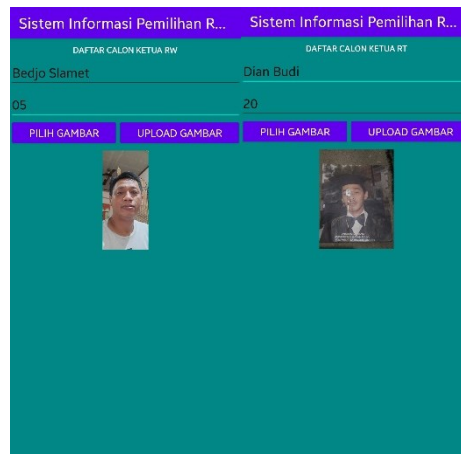 Sistem Informasi Pemilihan R...
DAFTAR CALON KETUA RW
Bedjo Slamet
05
PILIH GAMBAR UPLOAD GAMBAR
Sistem Informasi Pemilihan R...
DAFTAR CALON KETUA RT
Dian Budi
20
PILIH GAMBAR UPLOAD GAMBAR